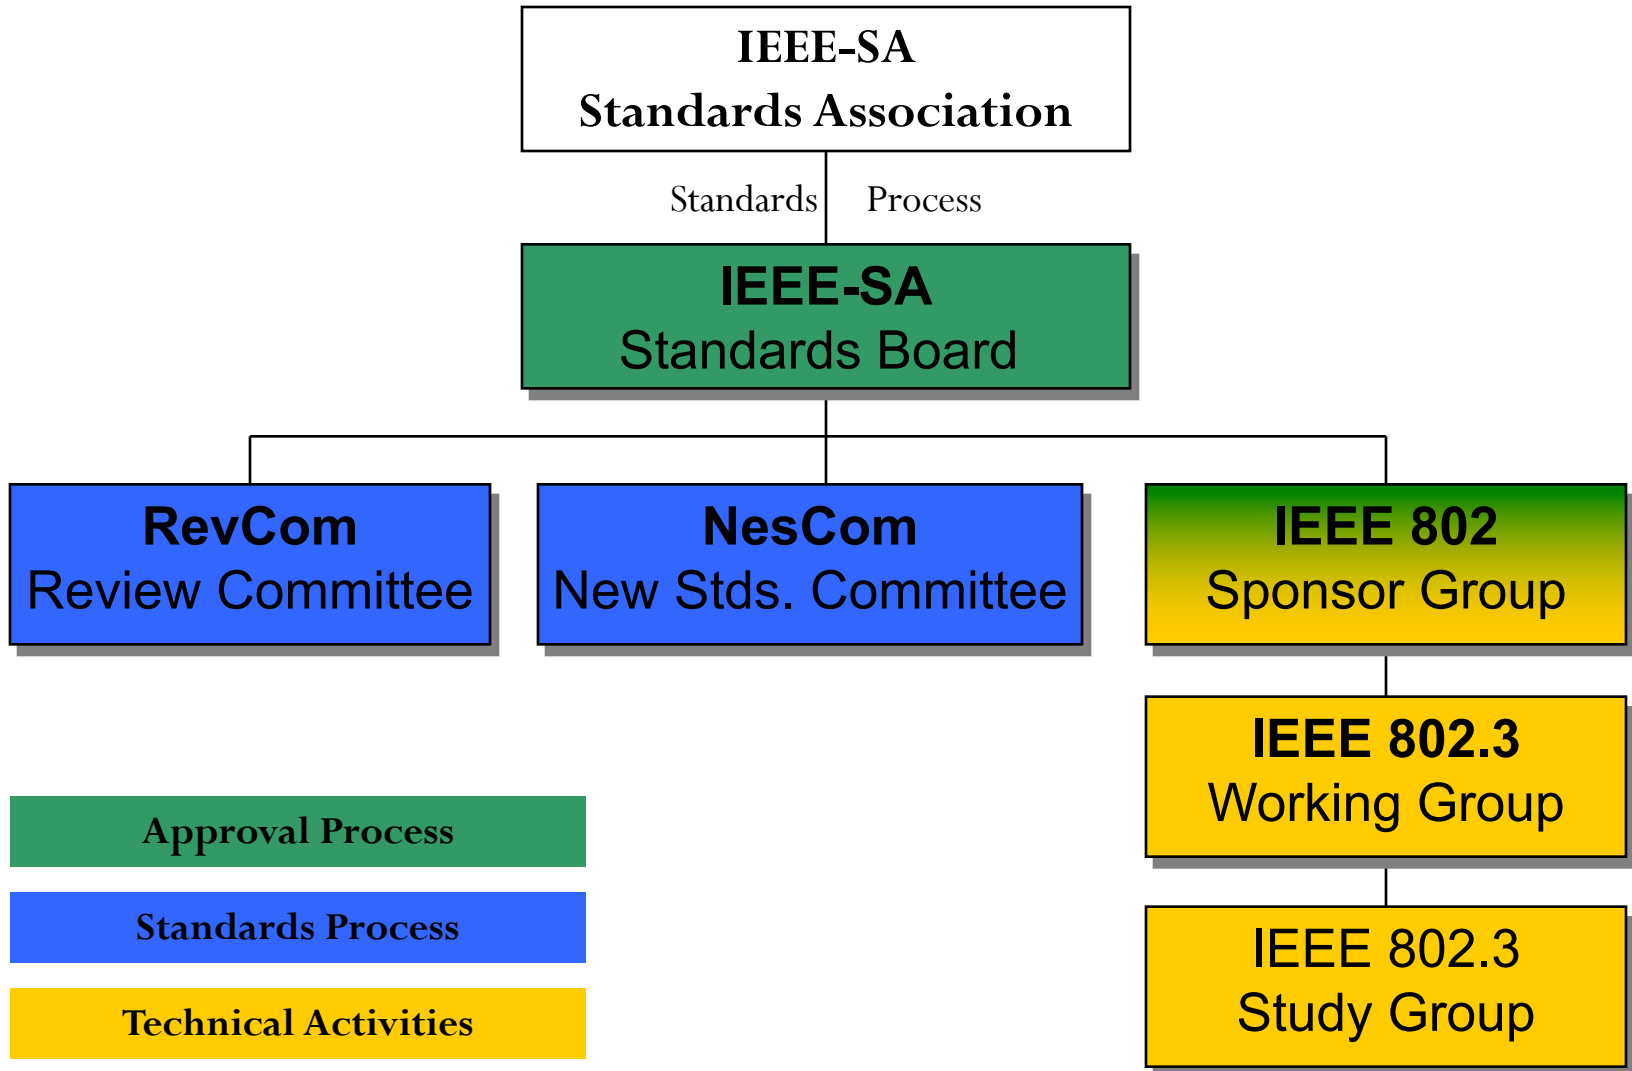 IEEE-SA
Standards Association
Standards Process
IEEE-SA
Standards Board
RevCom
Review Committee
NesCom
New Stds. Committee
IEEE 802
Sponsor Group
IEEE 802.3
Working Group
IEEE 802.3
Study Group
Approval Process
Standards Process
Technical Activities